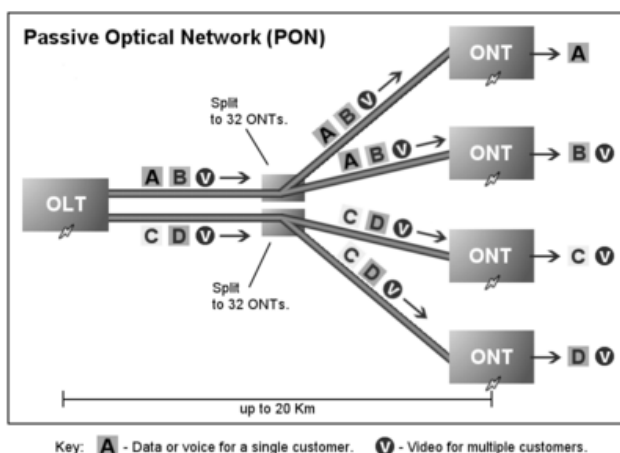 Passive Optical Network (PON)
ONT
A
Split
to 32 ONTs.
A B V
A B V
ONT
B V
A B V
OLT
C D V
C D V
ONT
C V
C D V
Split
to 32 ONTs.
ONT
D V
up to 20 Km
Key: A - Data or voice for a single customer. V - Video for multiple customers.